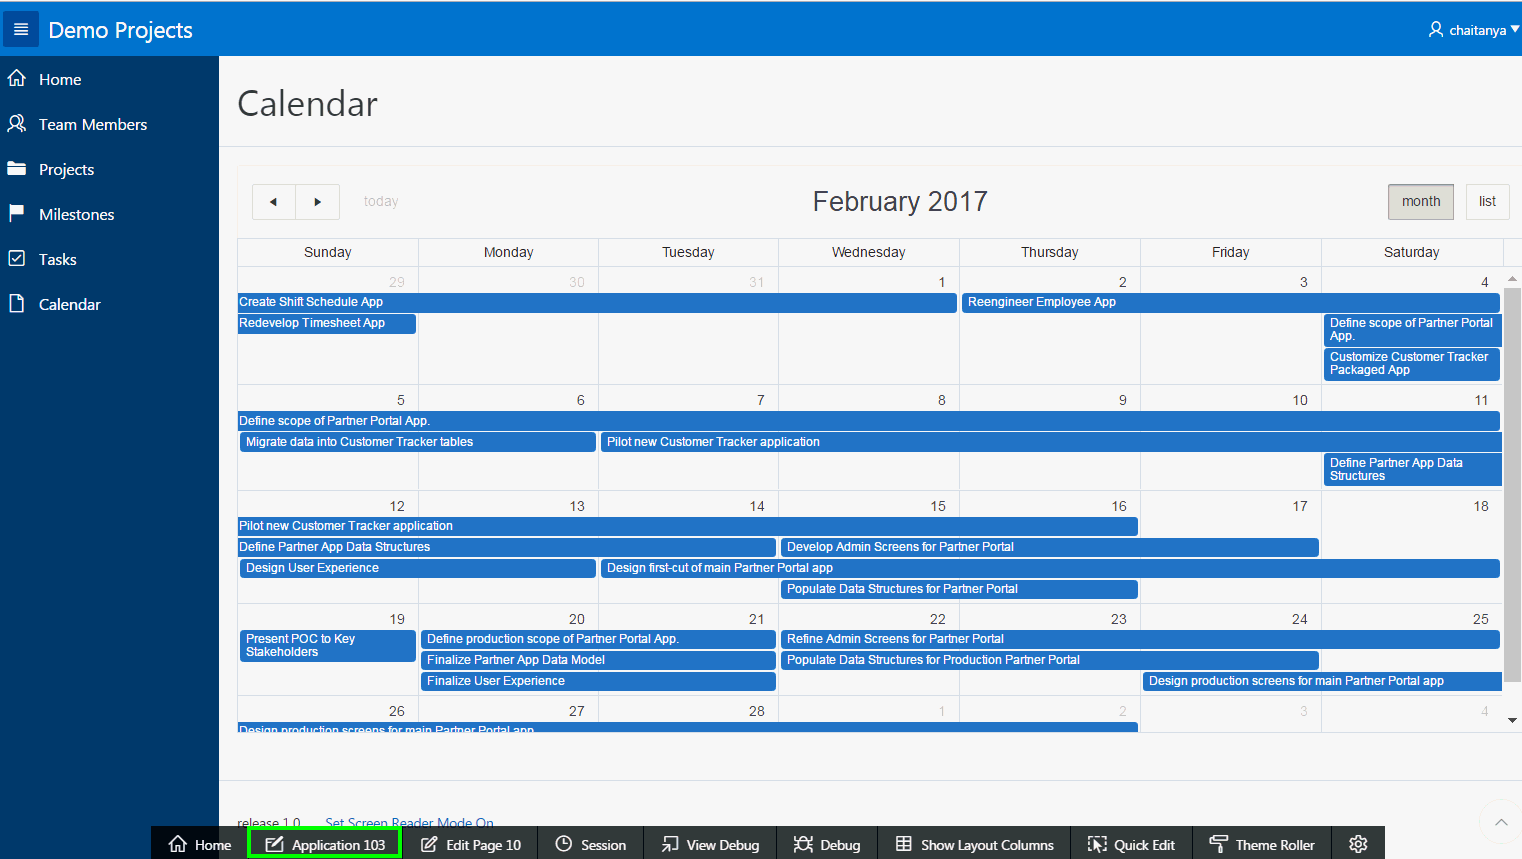 Demo Projects
chaitanya
Home
Team Members
Projects
Milestones
Tasks
Calendar
Calendar
today
February 2017
month
list
Sunday Monday Tuesday Wednesday Thursday Friday Saturday
29 30 31 1 2 3 4
Create Shift Schedule App
Reengineer Employee App
Redevelop Timesheet App
Define scope of Partner Portal
App.
Customize Customer Tracker
Packaged App
5 6 7 8 9 10 11
Define scope of Partner Portal App.
Migrate data into Customer Tracker tables
Pilot new Customer Tracker application
Define Partner App Data
Structures
12 13 14 15 16 17 18
Pilot new Customer Tracker application
Define Partner App Data Structures
Develop Admin Screens for Partner Portal
Design User Experience
Design first-cut of main Partner Portal app
Populate Data Structures for Partner Portal
19 20 21 22 23 24 25
Present POC to Key
Stakeholders
Define production scope of Partner Portal App.
Refine Admin Screens for Partner Portal
Finalize Partner App Data Model
Populate Data Structures for Production Partner Portal
Finalize User Experience
Design production screens for main Partner Portal app
26 27 28 1 2 3 4
Design production screens for main Partner Portal app
release 1.0
Set Screen Reader Mode On
Home
Application 103
Edit Page 10
Session
View Debug
Debug
Show Layout Columns
Quick Edit
Theme Roller